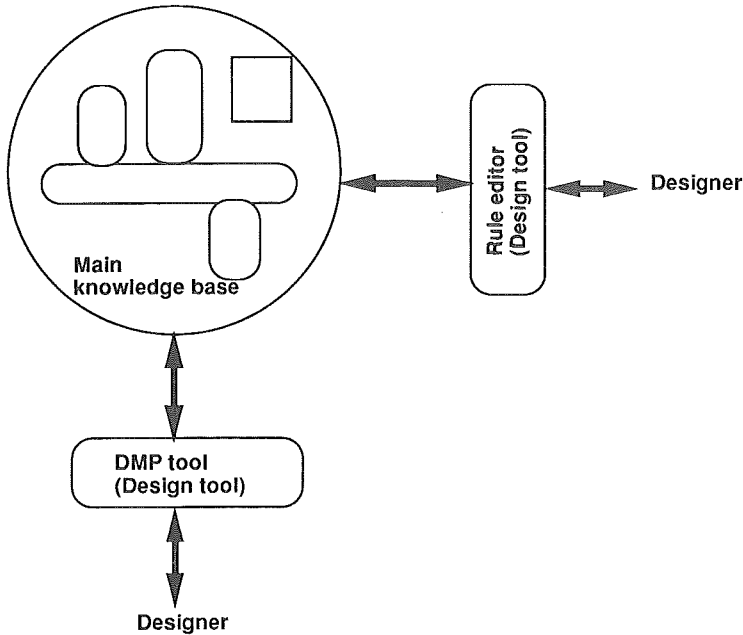 Main
knowledge base
Rule editor
(Design tool)
Designer
DMP tool
(Design tool)
Designer